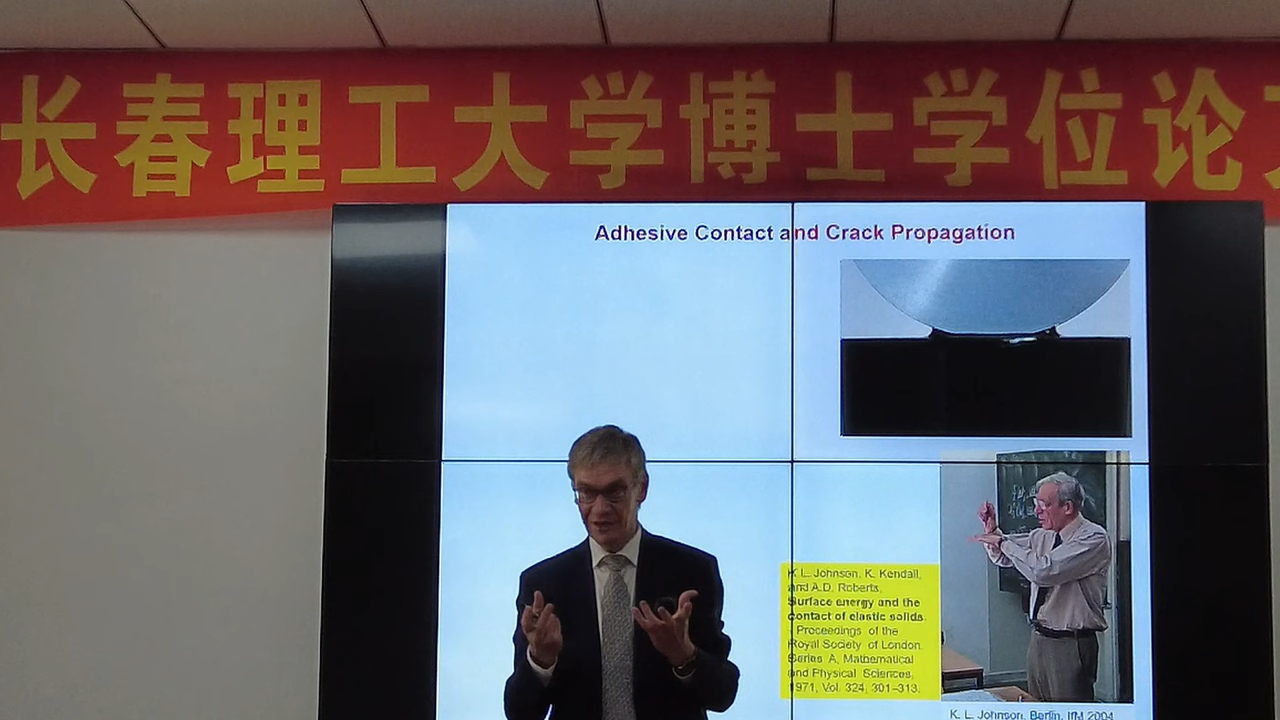 长春理工大学博士学位论
Adhesive Contact and Crack Propagation
K. L. Johnson, K. Kendall,
and A.D. Roberts,
Surface energy and the
contact of elastic solids.
Proceedings of the
Royal Society of London.
Series A, Mathematical
and Physical Sciences,
1971, Vol. 324, 301–313.
K. L. Johnson, Berlin, IfM 2004